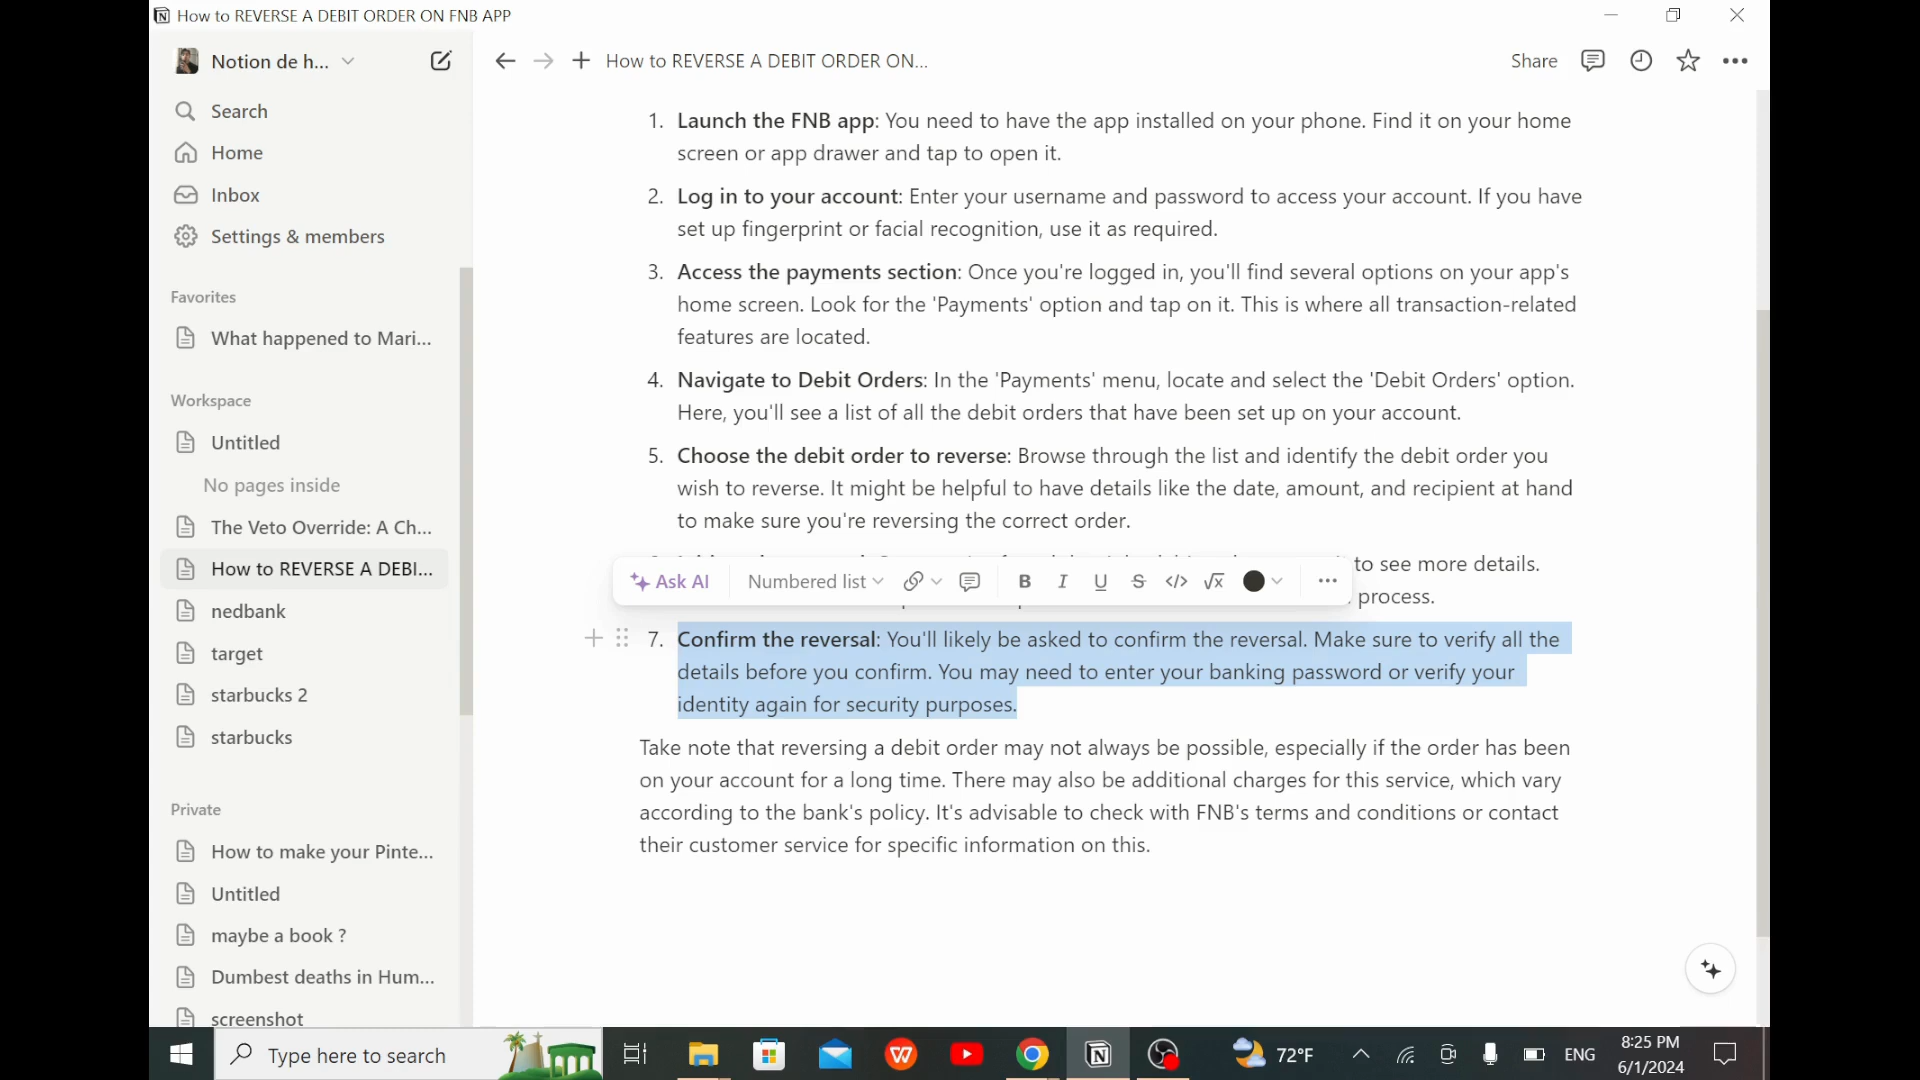 How to REVERSE A DEBIT ORDER ON FNB APP
Notion de h...
How to REVERSE A DEBIT ORDER ON...
Share
Search
Home
Inbox
Settings & members
Favorites
What happened to Mari...
Workspace
Untitled
No pages inside
The Veto Override: A Ch...
How to REVERSE A DEBI...
nedbank
target
starbucks 2
starbucks
Private
How to make your Pinte...
Untitled
maybe a book ?
Dumbest deaths in Hum...
screenshot
1. Launch the FNB app: You need to have the app installed on your phone. Find it on your home
screen or app drawer and tap to open it.
2. Log in to your account: Enter your username and password to access your account. If you have
set up fingerprint or facial recognition, use it as required.
3. Access the payments section: Once you're logged in, you'll find several options on your app's
home screen. Look for the 'Payments' option and tap on it. This is where all transaction-related
features are located.
4. Navigate to Debit Orders: In the 'Payments' menu, locate and select the 'Debit Orders' option.
Here, you'll see a list of all the debit orders that have been set up on your account.
5. Choose the debit order to reverse: Browse through the list and identify the debit order you
wish to reverse. It might be helpful to have details like the date, amount, and recipient at hand
to make sure you're reversing the correct order.
to see more details.
Ask AI
Numbered list
B I U S </> √x
process.
7. Confirm the reversal: You'll likely be asked to confirm the reversal. Make sure to verify all the
details before you confirm. You may need to enter your banking password or verify your
identity again for security purposes.
Take note that reversing a debit order may not always be possible, especially if the order has been
on your account for a long time. There may also be additional charges for this service, which vary
according to the bank's policy. It's advisable to check with FNB's terms and conditions or contact
their customer service for specific information on this.
Type here to search
72°F
ENG
8:25 PM
6/1/2024